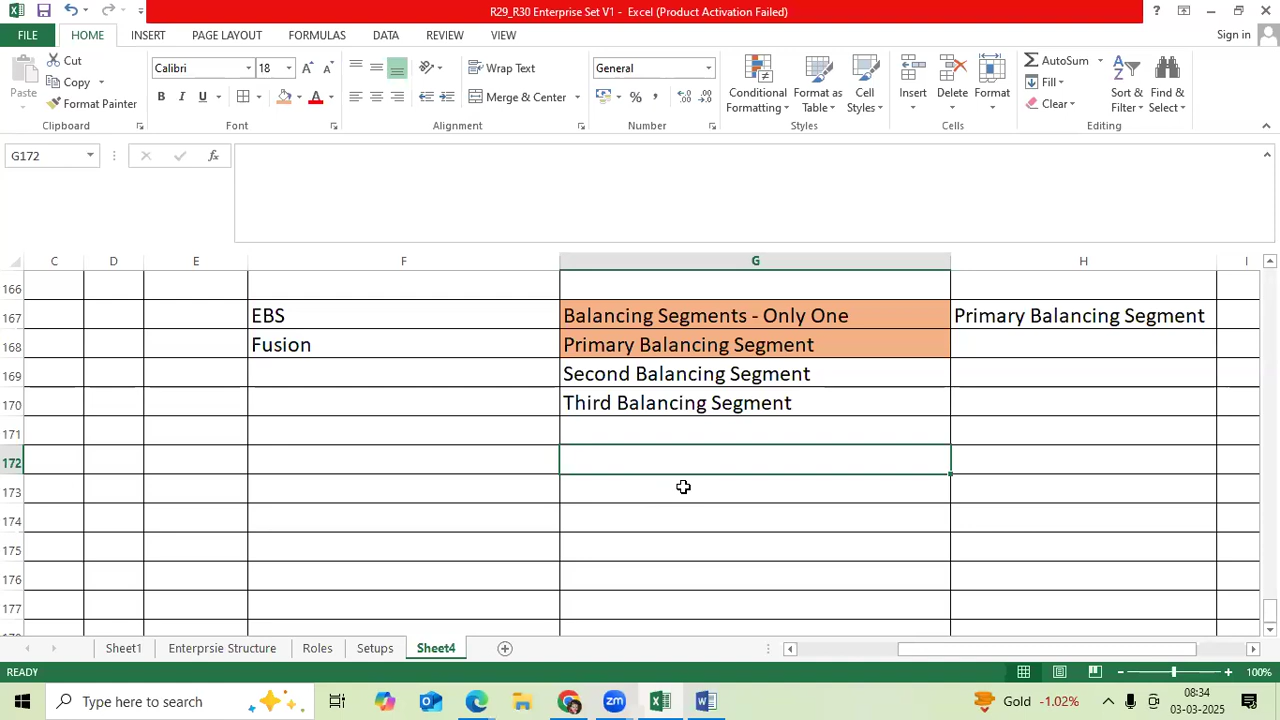 R29_R30 Enterprise Set V1 - Excel (Product Activation Failed)
FILE HOME INSERT PAGE LAYOUT FORMULAS DATA REVIEW VIEW Sign in
Cut
Copy
Format Painter
Paste
Clipboard
Calibri 18
B I U
Font
Wrap Text
Merge & Center
Alignment
General
Number
Conditional Formatting
Format as Table
Cell Styles
Styles
Insert Delete Format
Cells
AutoSum
Fill
Clear
Sort & Filter
Find & Select
Editing
G172
C D E F G H I
166
167 EBS Balancing Segments - Only One Primary Balancing Segment
168 Fusion Primary Balancing Segment
169 Second Balancing Segment
170 Third Balancing Segment
171
172
173
174
175
176
177
Sheet1 Enterprsie Structure Roles Setups Sheet4
READY 100%
Type here to search
Gold -1.02%
08:34
03-03-2025